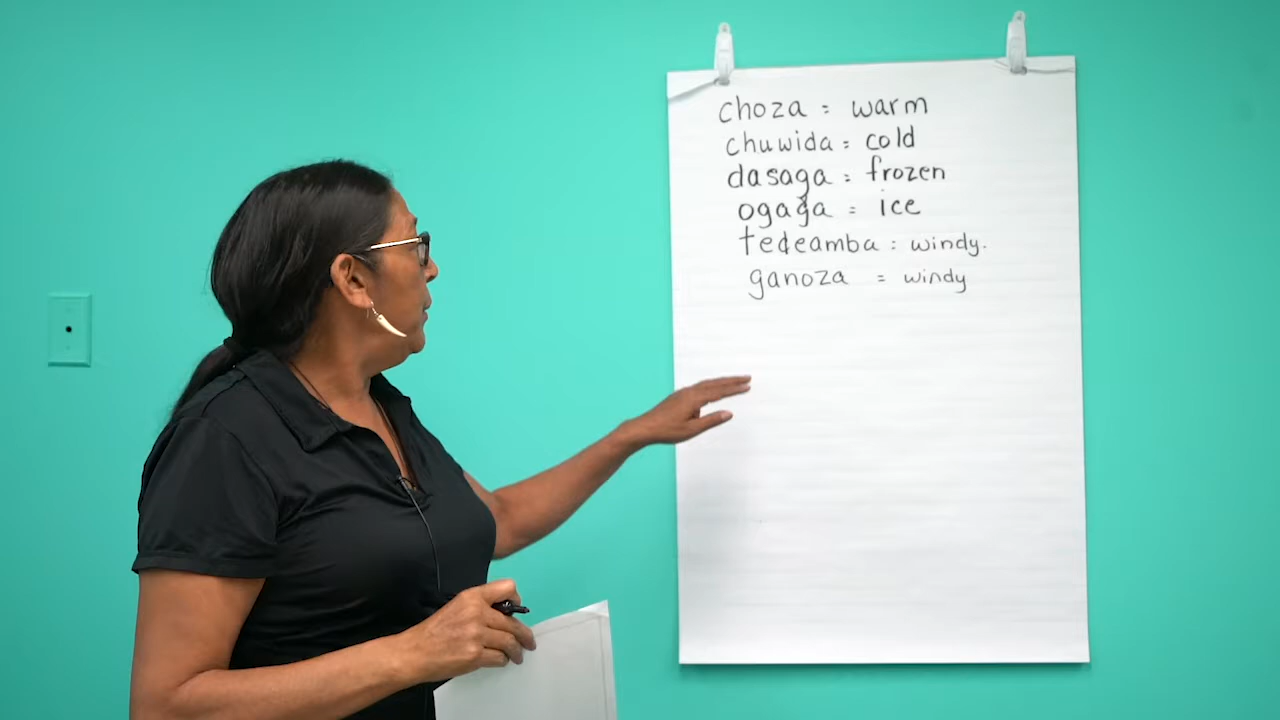 choza = warm
chuwida = cold
dasaga = frozen
ogaga = ice
tedeamba = windy.
ganoza = windy